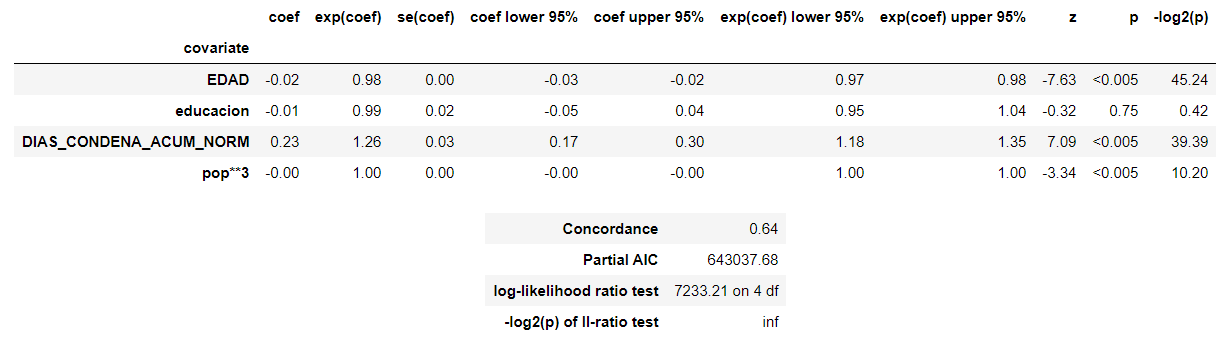 coef exp(coef) se(coef) coef lower 95% coef upper 95% exp(coef) lower 95% exp(coef) upper 95% z p -log2(p)
covariate
EDAD -0.02 0.98 0.00 -0.03 -0.02 0.97 0.98 -7.63 <0.005 45.24
educacion -0.01 0.99 0.02 -0.05 0.04 0.95 1.04 -0.32 0.75 0.42
DIAS_CONDENA_ACUM_NORM 0.23 1.26 0.03 0.17 0.30 1.18 1.35 7.09 <0.005 39.39
pop**3 -0.00 1.00 0.00 -0.00 -0.00 1.00 1.00 -3.34 <0.005 10.20
Concordance 0.64
Partial AIC 643037.68
log-likelihood ratio test 7233.21 on 4 df
-log2(p) of ll-ratio test inf